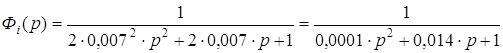 Φᵢ(p) = 1 / (2·0,007²·p² + 2·0,007·p + 1) = 1 / (0,0001·p² + 0,014·p + 1)